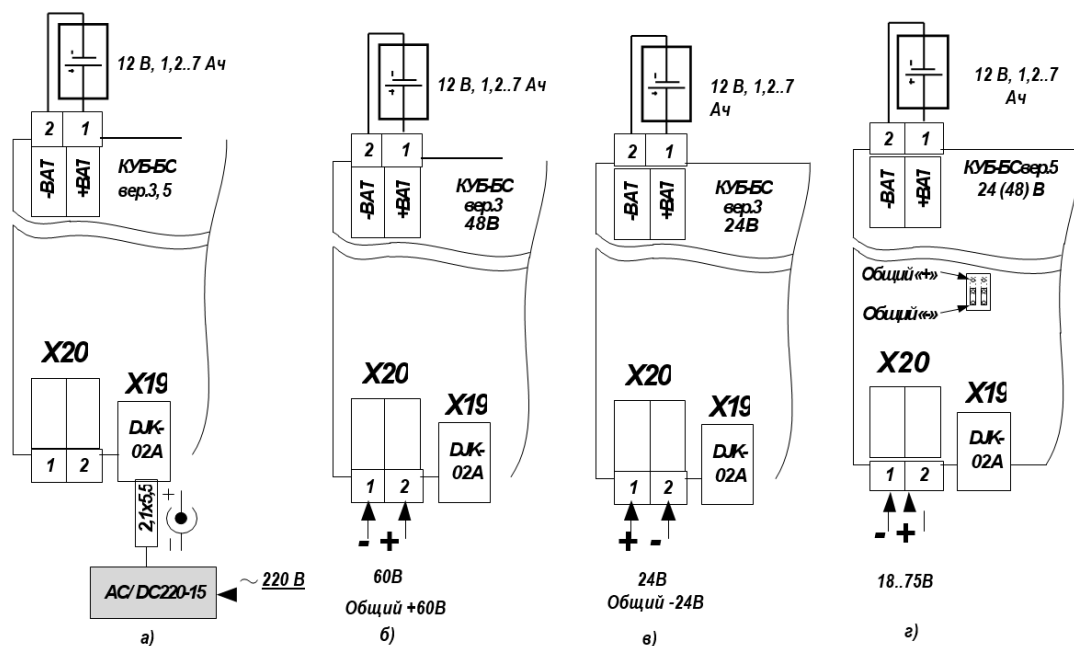 12 В, 1,2..7 Ач
2 1
-BAT +BAT
КУБ-БС
вер.3, 5
X20
X19
DJK-
02A
1 2
2,1x5,5
+
-
AC/DC220-15
~ 220 В
а)
12 В, 1,2..7 Ач
2 1
-BAT +BAT
КУБ-БС
вер.3
48В
X20
X19
DJK-
02A
1 2
- +
60В
Общий +60В
б)
12 В, 1,2..7
Ач
2 1
-BAT +BAT
КУБ-БС
вер.3
24В
X20
X19
DJK-
02A
1 2
+ -
24В
Общий -24В
в)
12 В, 1,2..7
Ач
2 1
-BAT +BAT
КУБ-БС вер.5
24 (48) В
Общий «+»
Общий «-»
X20
X19
DJK-
02A
1 2
- +
18..75В
г)